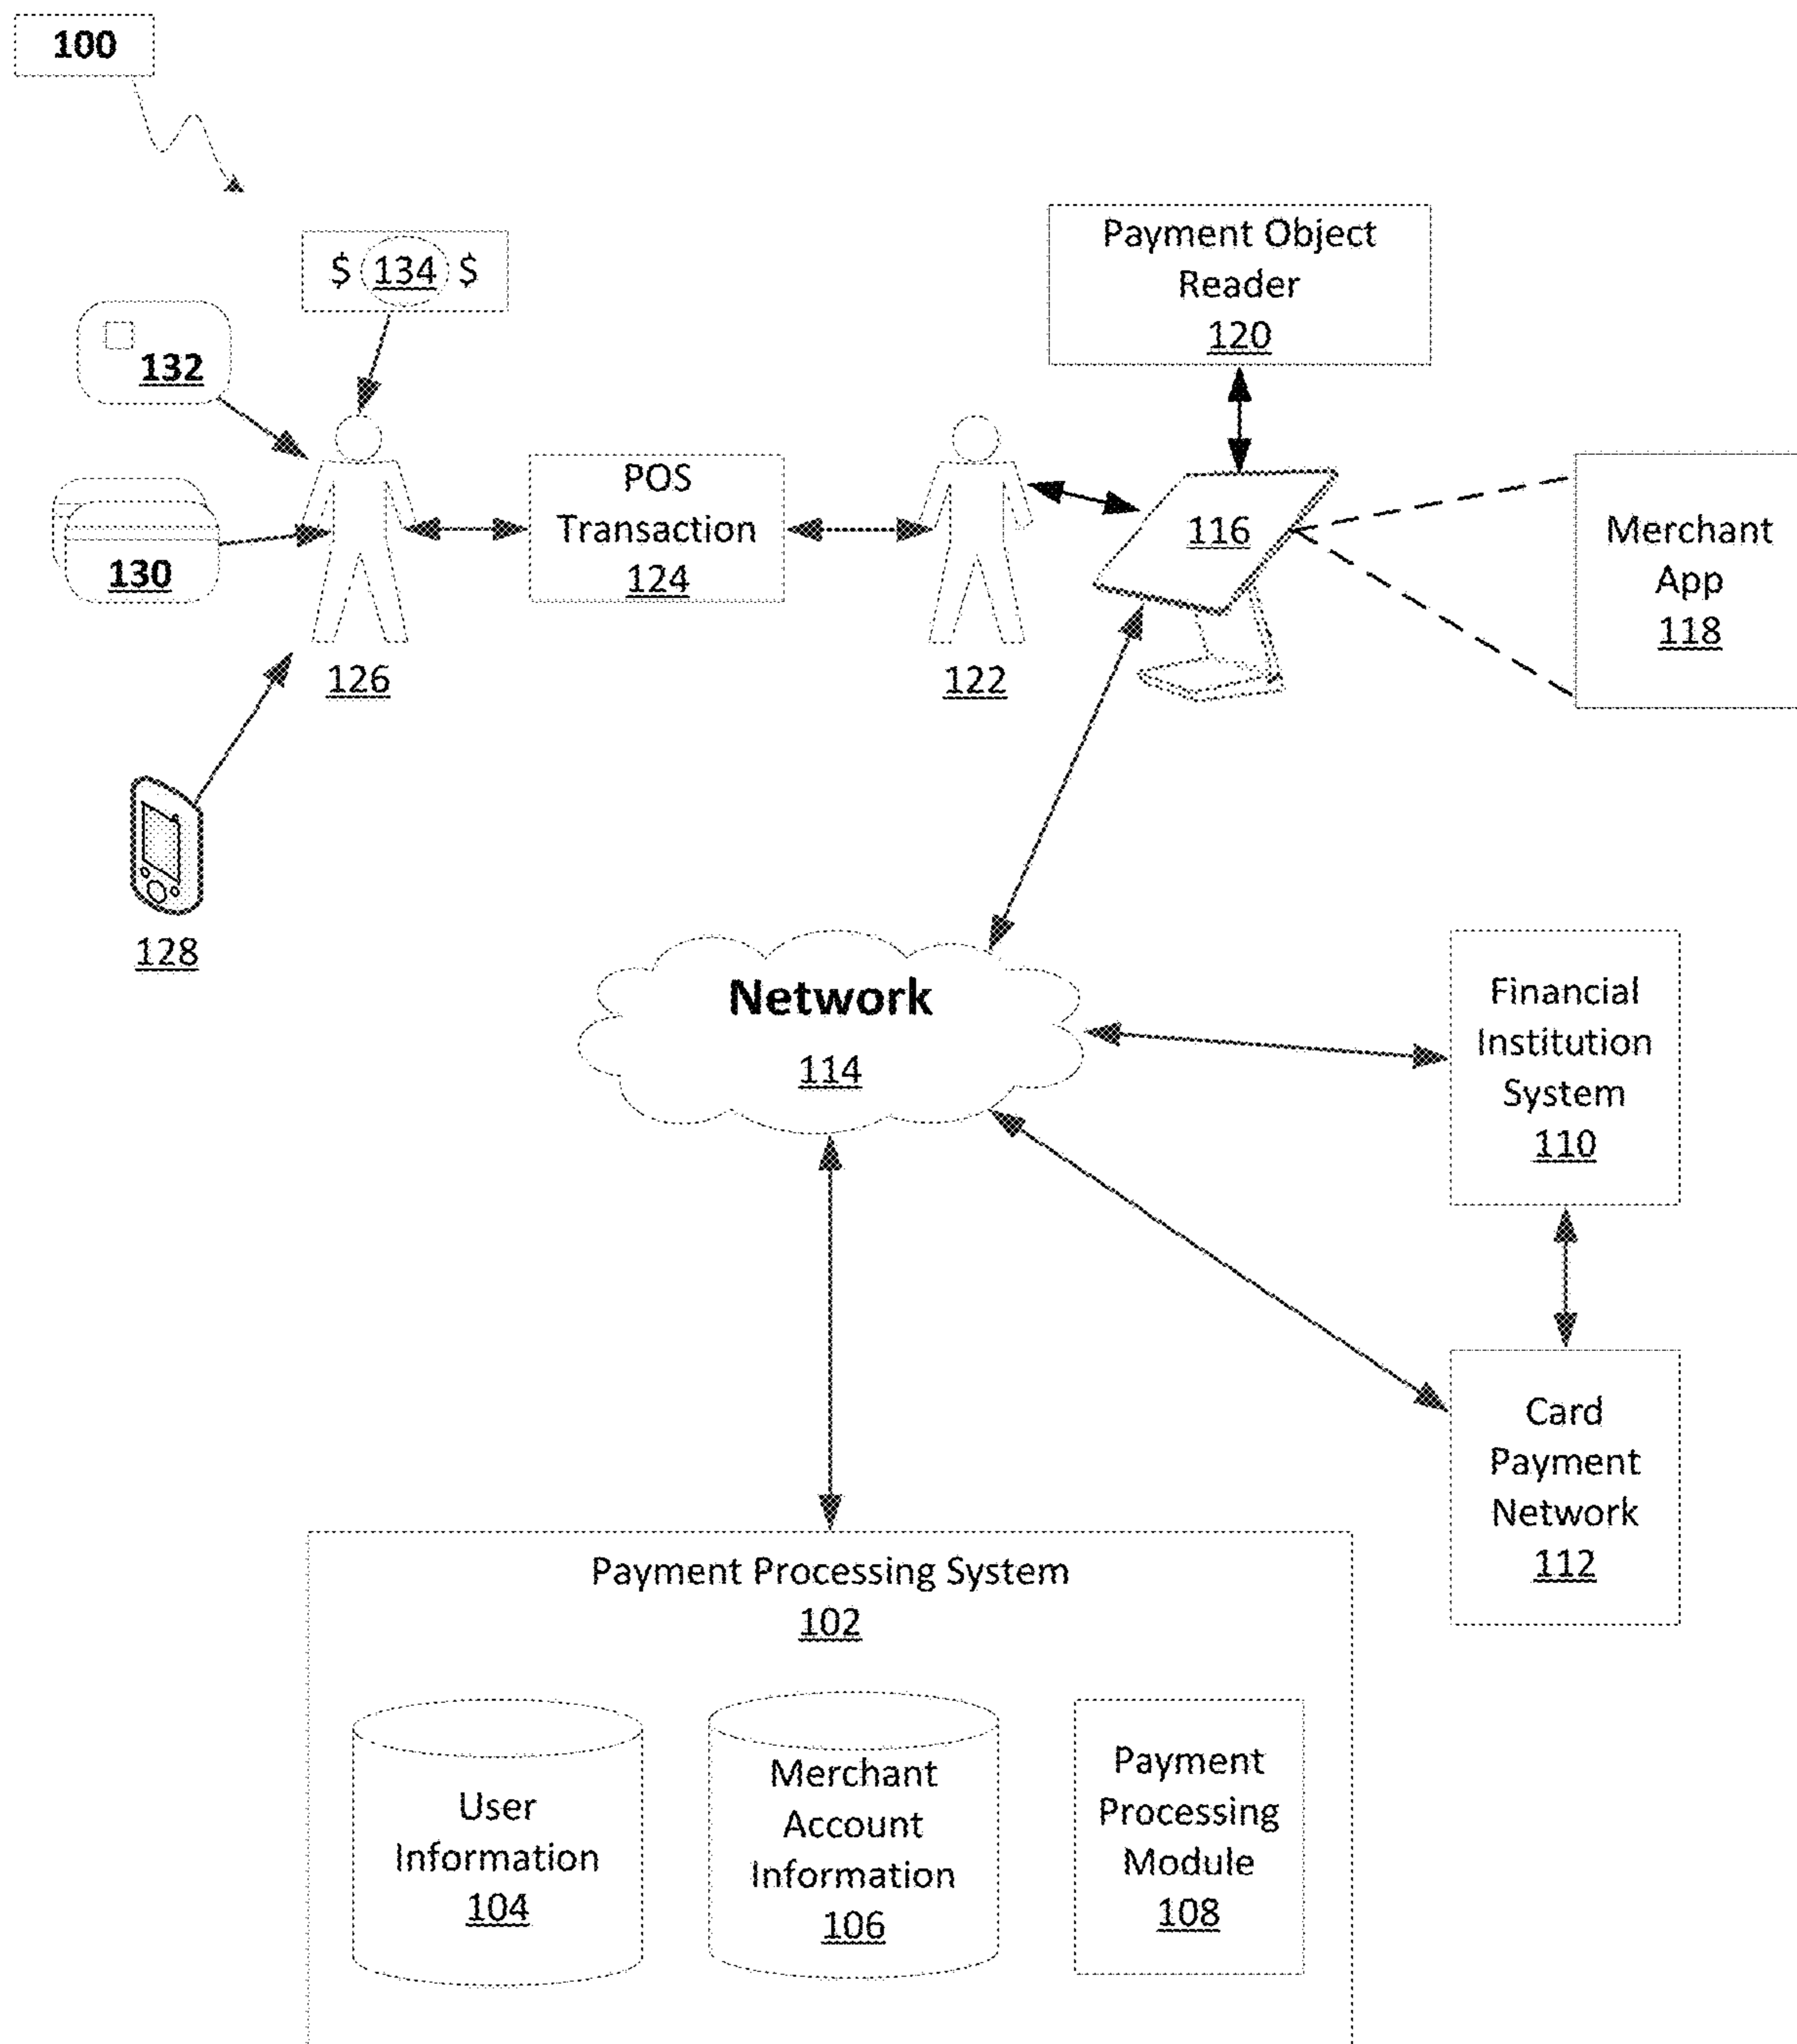 100
$ 134 $
Payment Object
Reader
120
132
POS
Transaction
124
116
Merchant
App
118
130
126
122
128
Network
114
Financial
Institution
System
110
Card
Payment
Network
112
Payment Processing System
102
User
Information
104
Merchant
Account
Information
106
Payment
Processing
Module
108